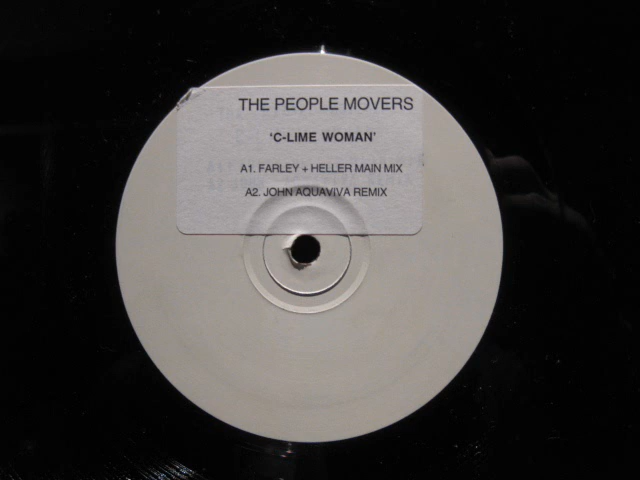 THE PEOPLE MOVERS
'C-LIME WOMAN'
A1. FARLEY + HELLER MAIN MIX
A2. JOHN AQUAVIVA REMIX